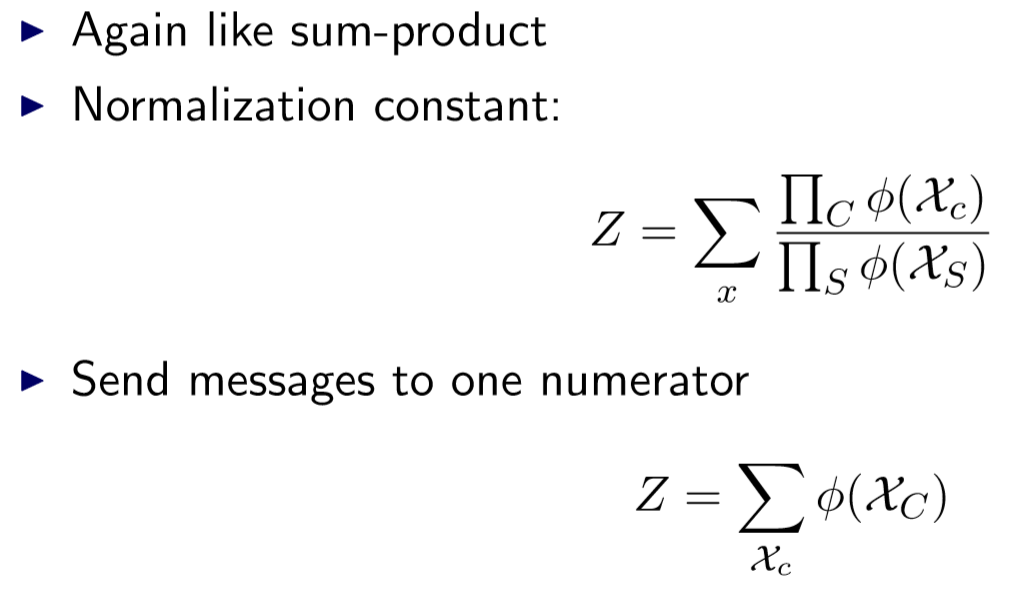 ▶ Again like sum-product
▶ Normalization constant:
Z = \sum_{x} \frac{\prod_C \phi(\mathcal{X}_c)}{\prod_S \phi(\mathcal{X}_S)}
▶ Send messages to one numerator
Z = \sum_{\mathcal{X}_c} \phi(\mathcal{X}_C)